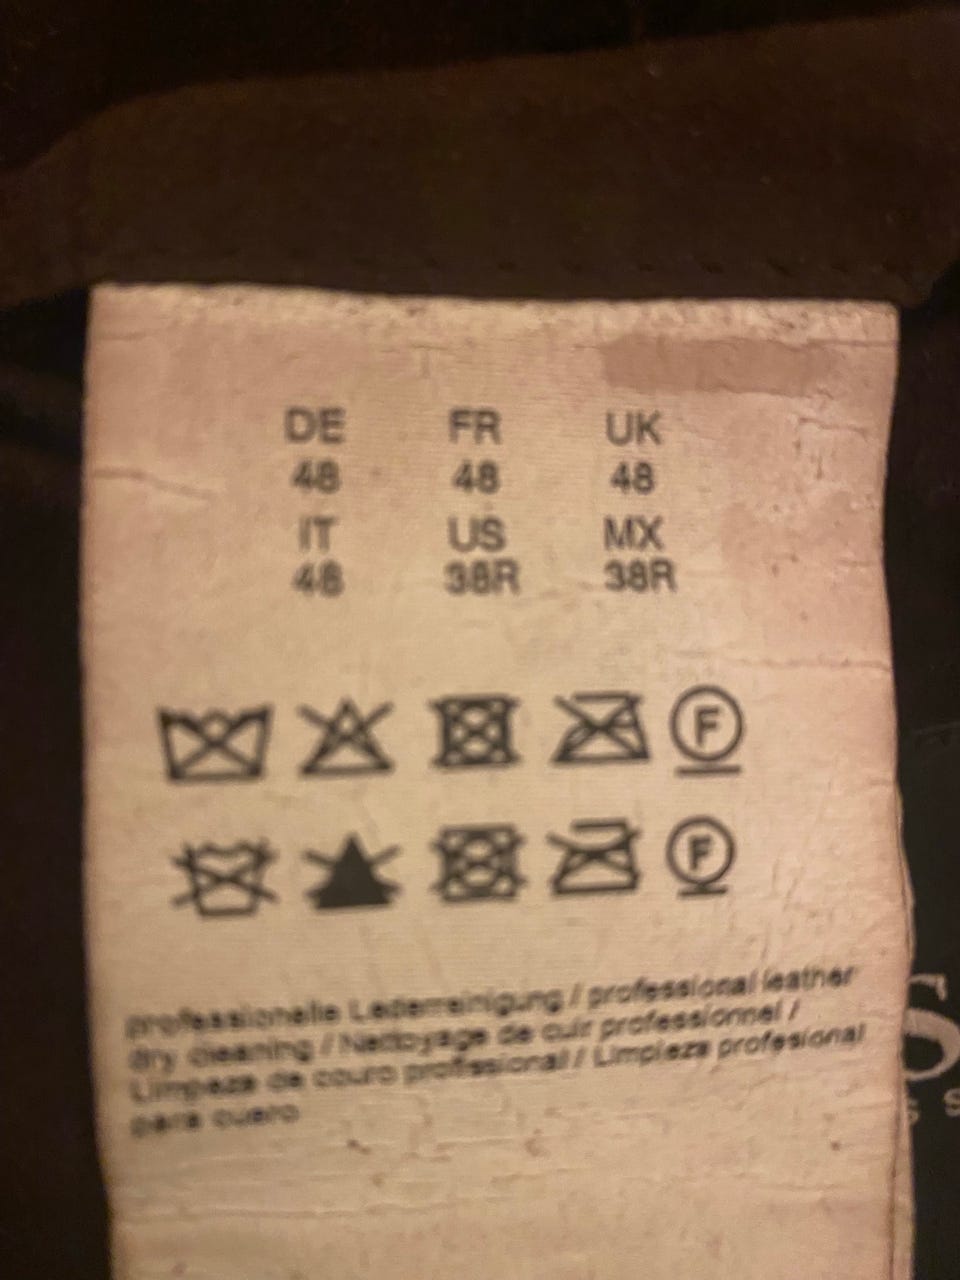 DE FR UK
48 48 48
IT US MX
48 38R 38R
F
F
professionelle Lederreinigung / professional leather
dry cleaning / Nettoyage de cuir professionnel /
Limpeza de couro profissional / Limpieza profesional
para cuero
S
S S